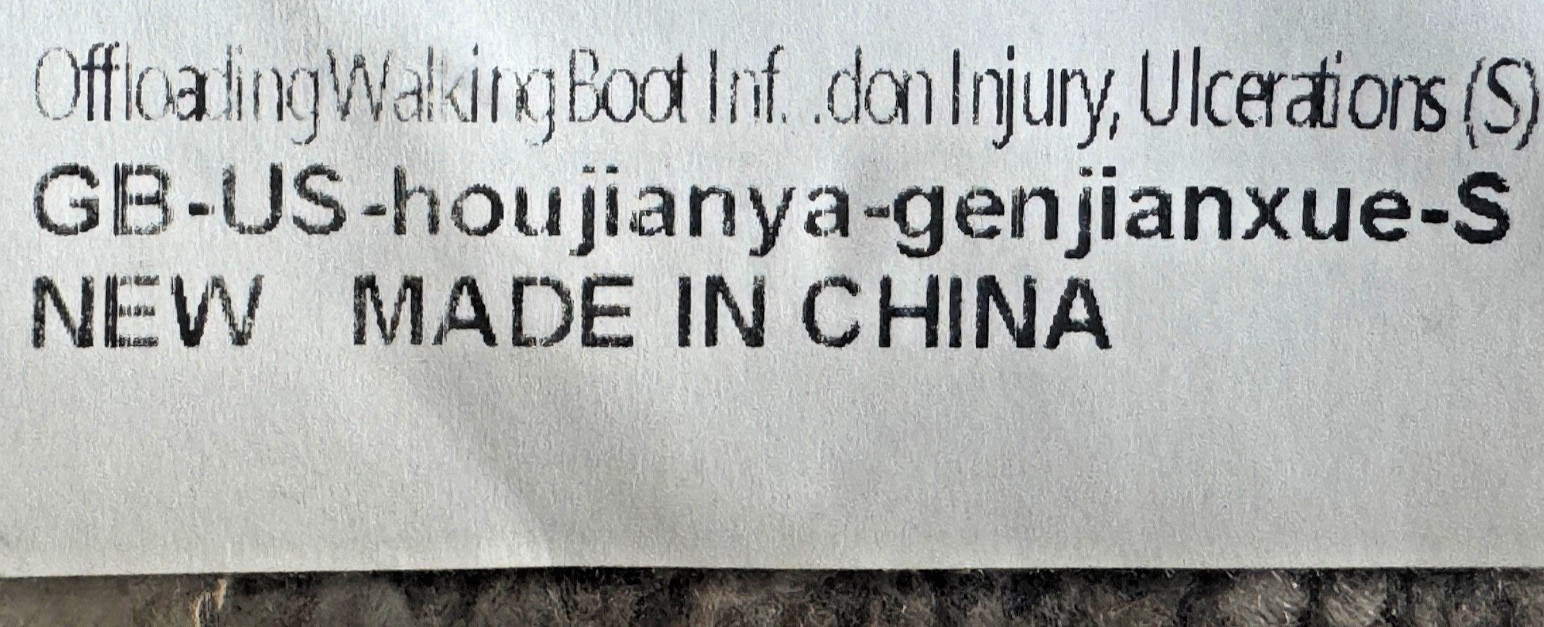 Offloading Walking Boot Inf. .don Injury, Ulcerations (S)
GB-US-houjianya-genjianxue-S
NEW MADE IN CHINA